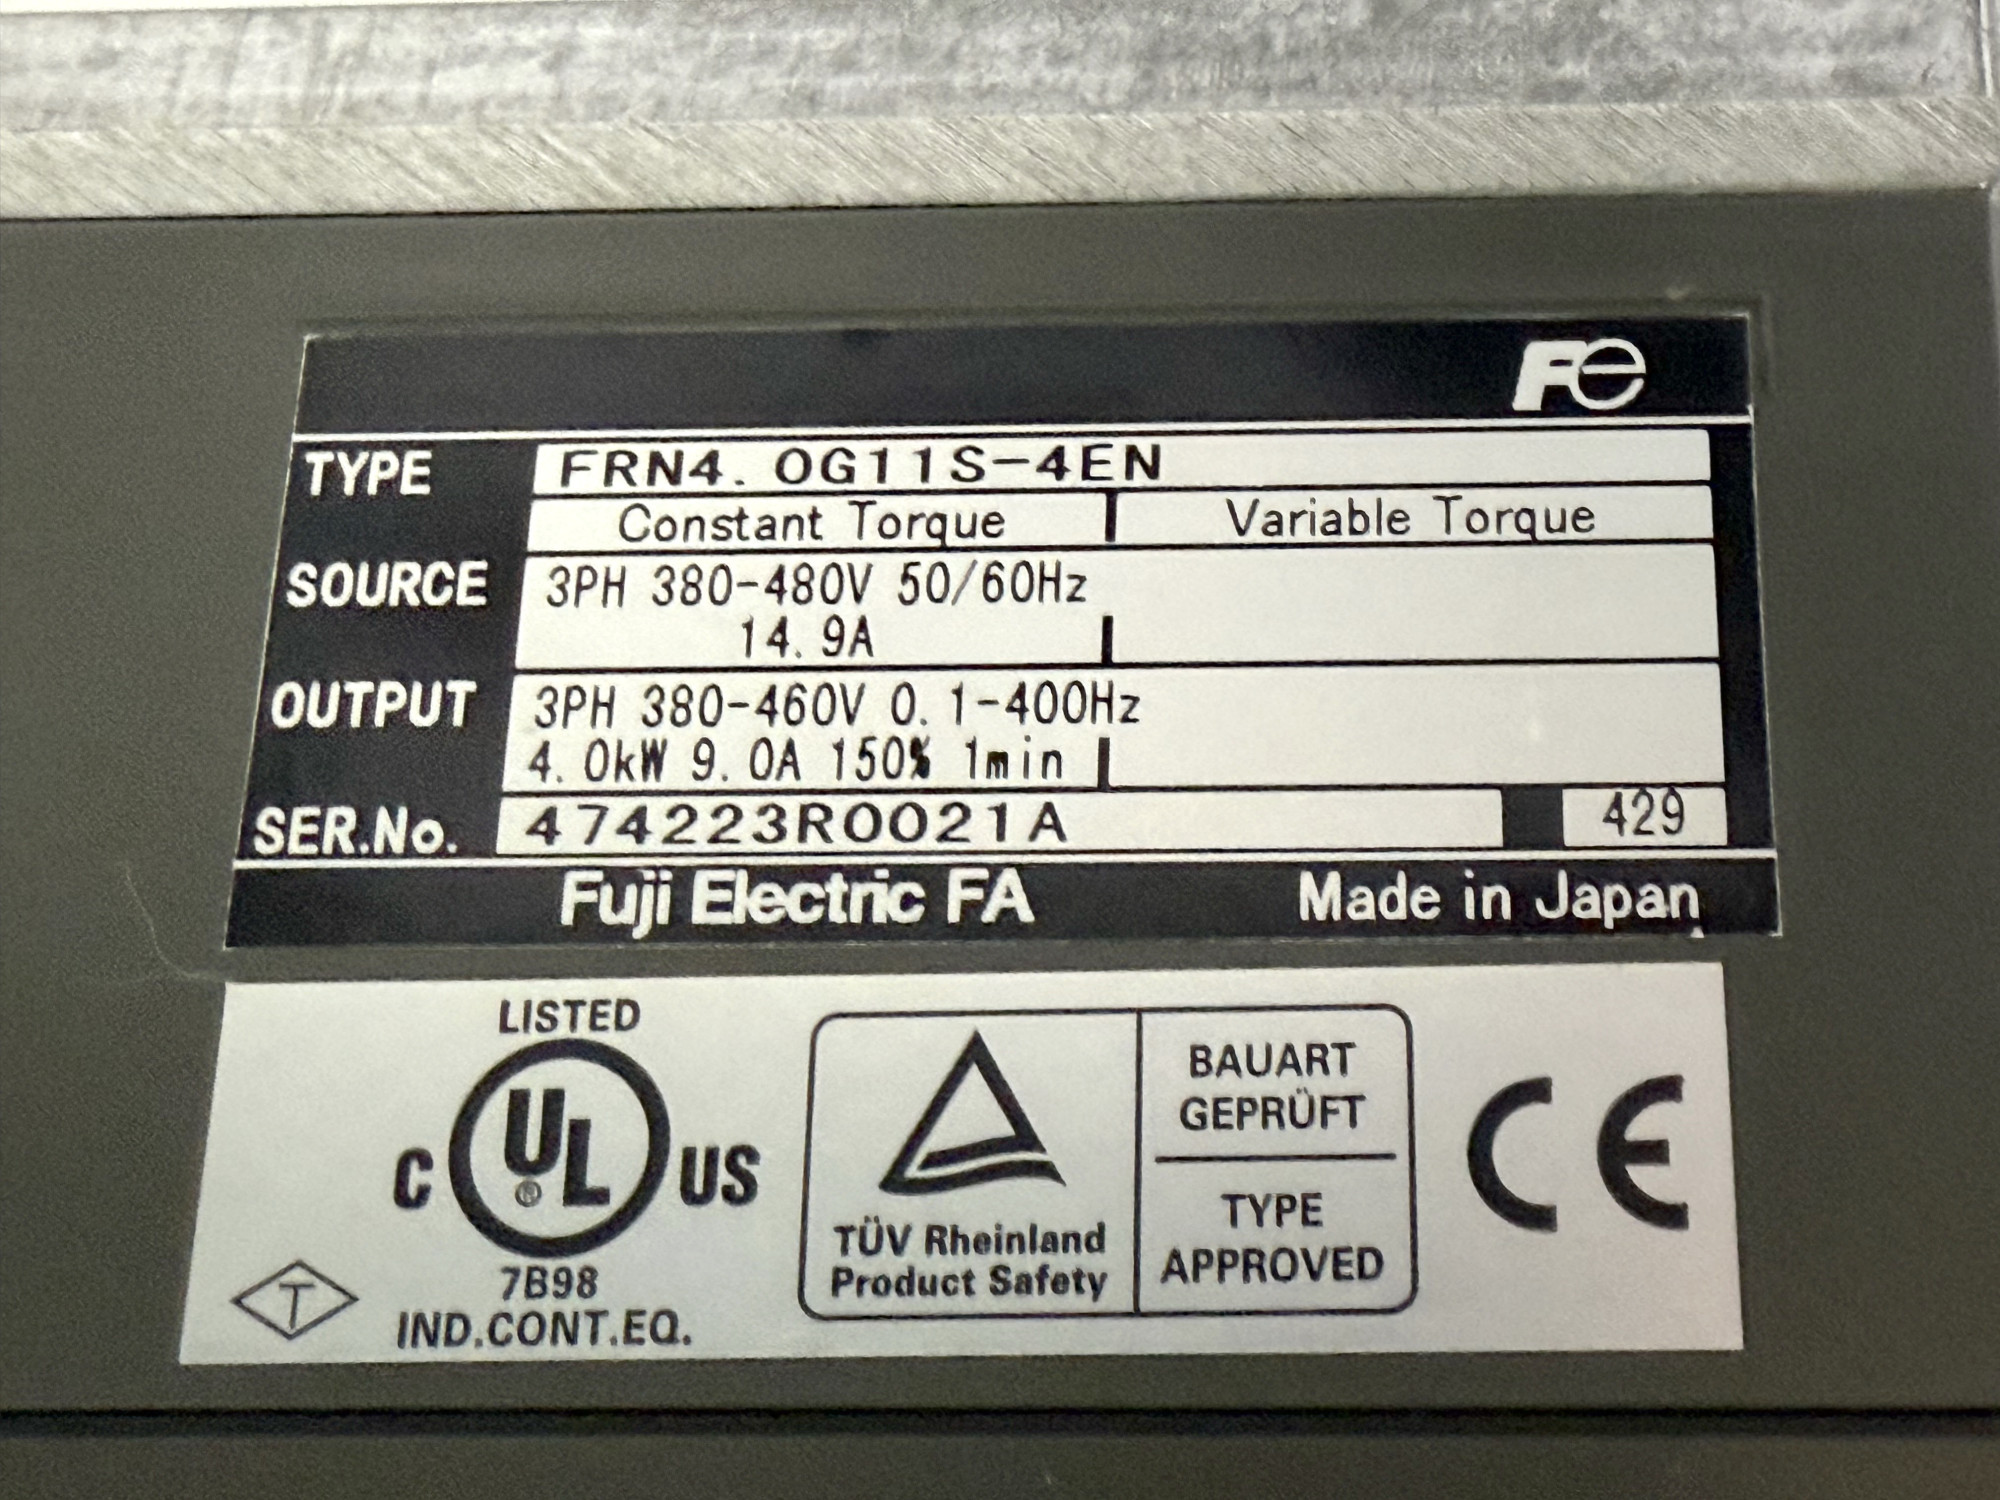 Fe
TYPE FRN4.0G11S-4EN
Constant Torque Variable Torque
SOURCE 3PH 380-480V 50/60Hz
14.9A
OUTPUT 3PH 380-460V 0.1-400Hz
4.0kW 9.0A 150% 1min
SER.No. 474223R0021A 429
Fuji Electric FA Made in Japan
LISTED
C UL US
®
7B98
IND.CONT.EQ.
T
TÜV Rheinland
Product Safety
BAUART
GEPRÜFT
TYPE
APPROVED
CE